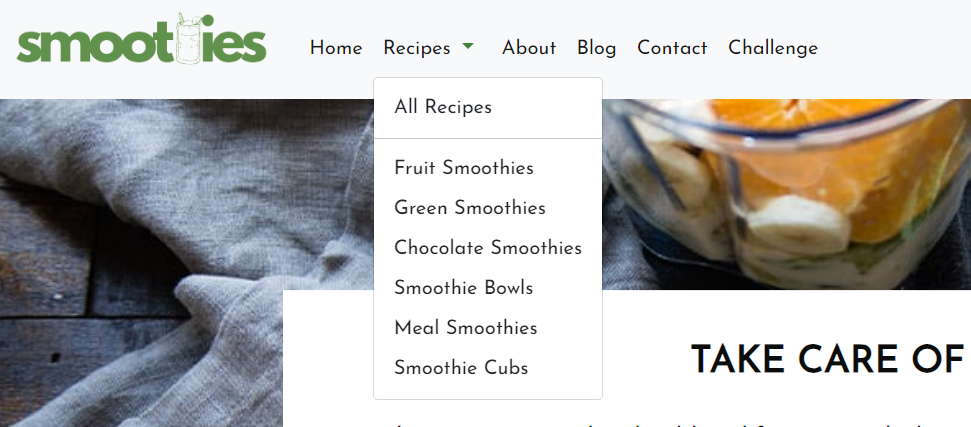 smoothies
Home Recipes About Blog Contact Challenge
All Recipes
Fruit Smoothies
Green Smoothies
Chocolate Smoothies
Smoothie Bowls
Meal Smoothies
Smoothie Cubs
TAKE CARE OF